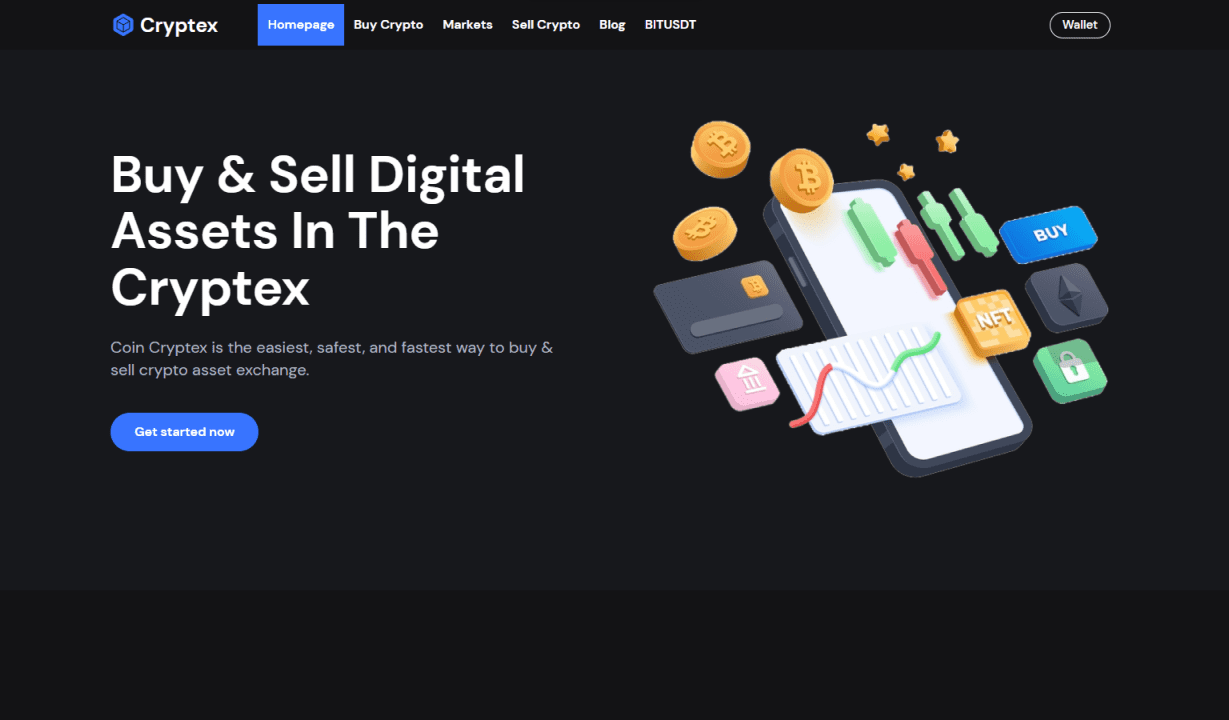 Cryptex
Homepage
Buy Crypto
Markets
Sell Crypto
Blog
BITUSDT
Wallet
Buy & Sell Digital
Assets In The
Cryptex
Coin Cryptex is the easiest, safest, and fastest way to buy &
sell crypto asset exchange.
Get started now
BUY
NFT